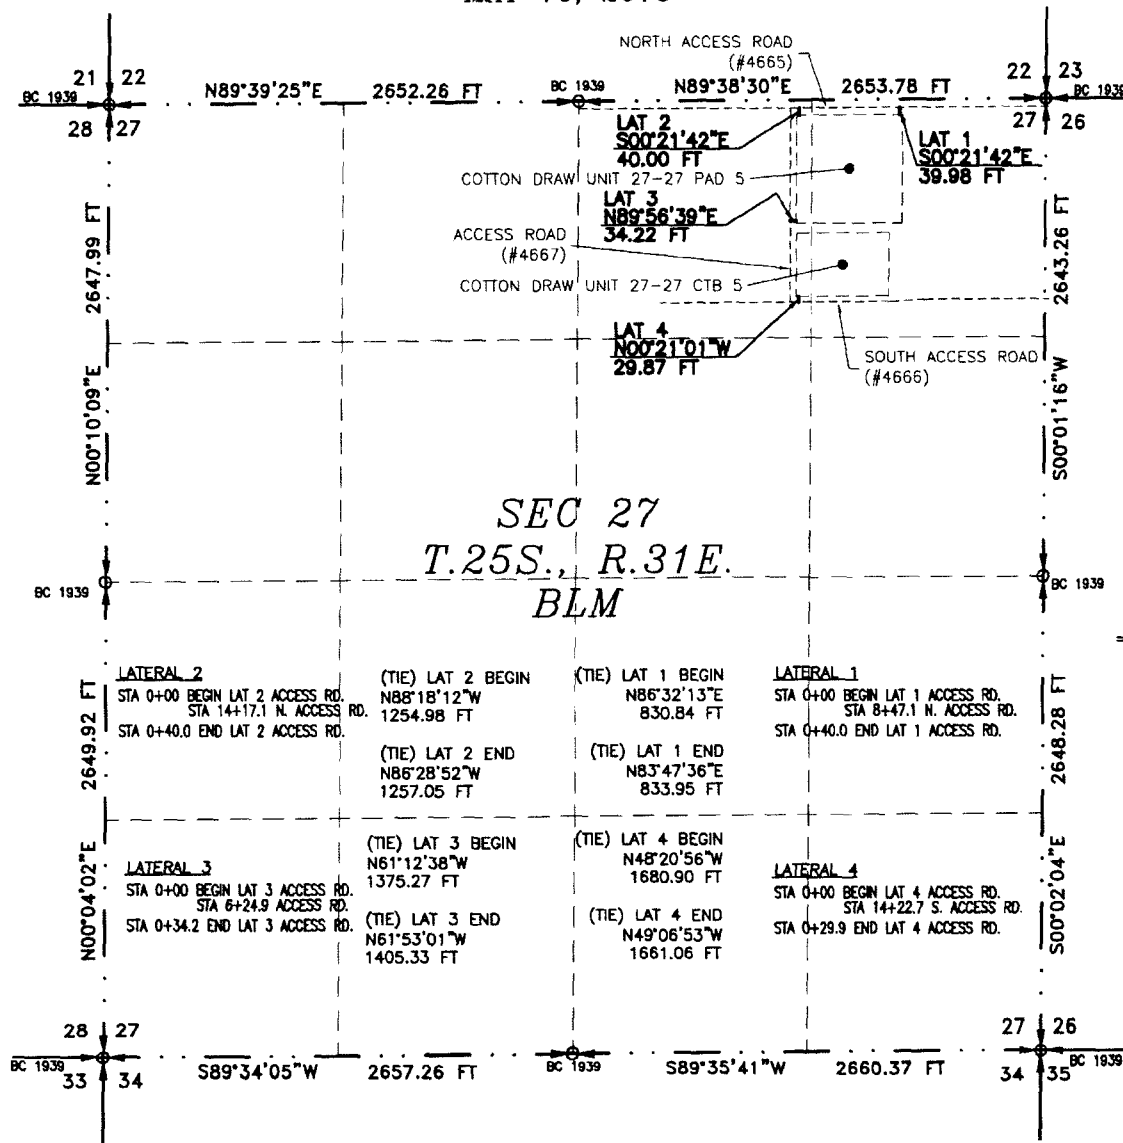 NORTH ACCESS ROAD
(#4665)
21 22
BC 1939
28 27
N89°39'25"E 2652.26 FT
N89°38'30"E 2653.78 FT
22 23
BC 1939
27 26
LAT 2
S00°21'42"E
40.00 FT
LAT 1
S00°21'42"E
39.98 FT
COTTON DRAW UNIT 27-27 PAD 5
LAT 3
N89°56'39"E
34.22 FT
ACCESS ROAD
(#4667)
COTTON DRAW UNIT 27-27 CTB 5
LAT 4
N00°21'01"W
29.87 FT
SOUTH ACCESS ROAD
(#4666)
N00°10'09"E 2647.99 FT
S00°01'16"W 2643.26 FT
SEC 27
T.25S., R.31E.
BLM
BC 1939
BC 1939
LATERAL 2
STA 0+00 BEGIN LAT 2 ACCESS RD.
STA 14+17.1 N. ACCESS RD.
STA 0+40.0 END LAT 2 ACCESS RD.
(TIE) LAT 2 BEGIN
N88°18'12"W
1254.98 FT
(TIE) LAT 2 END
N86°28'52"W
1257.05 FT
(TIE) LAT 1 BEGIN
N86°32'13"E
830.84 FT
(TIE) LAT 1 END
N83°47'36"E
833.95 FT
LATERAL 1
STA 0+00 BEGIN LAT 1 ACCESS RD.
STA 8+47.1 N. ACCESS RD.
STA 0+40.0 END LAT 1 ACCESS RD.
LATERAL 3
STA 0+00 BEGIN LAT 3 ACCESS RD.
STA 6+24.9 ACCESS RD.
STA 0+34.2 END LAT 3 ACCESS RD.
(TIE) LAT 3 BEGIN
N61°12'38"W
1375.27 FT
(TIE) LAT 3 END
N61°53'01"W
1405.33 FT
(TIE) LAT 4 BEGIN
N48°20'56"W
1680.90 FT
(TIE) LAT 4 END
N49°06'53"W
1661.06 FT
LATERAL 4
STA 0+00 BEGIN LAT 4 ACCESS RD.
STA 14+22.7 S. ACCESS RD.
STA 0+29.9 END LAT 4 ACCESS RD.
N00°04'02"E 2649.92 FT
S00°02'04"E 2648.28 FT
28 27
BC 1939
33 34
S89°34'05"W 2657.26 FT
BC 1939
S89°35'41"W 2660.37 FT
27 26
BC 1939
34 35